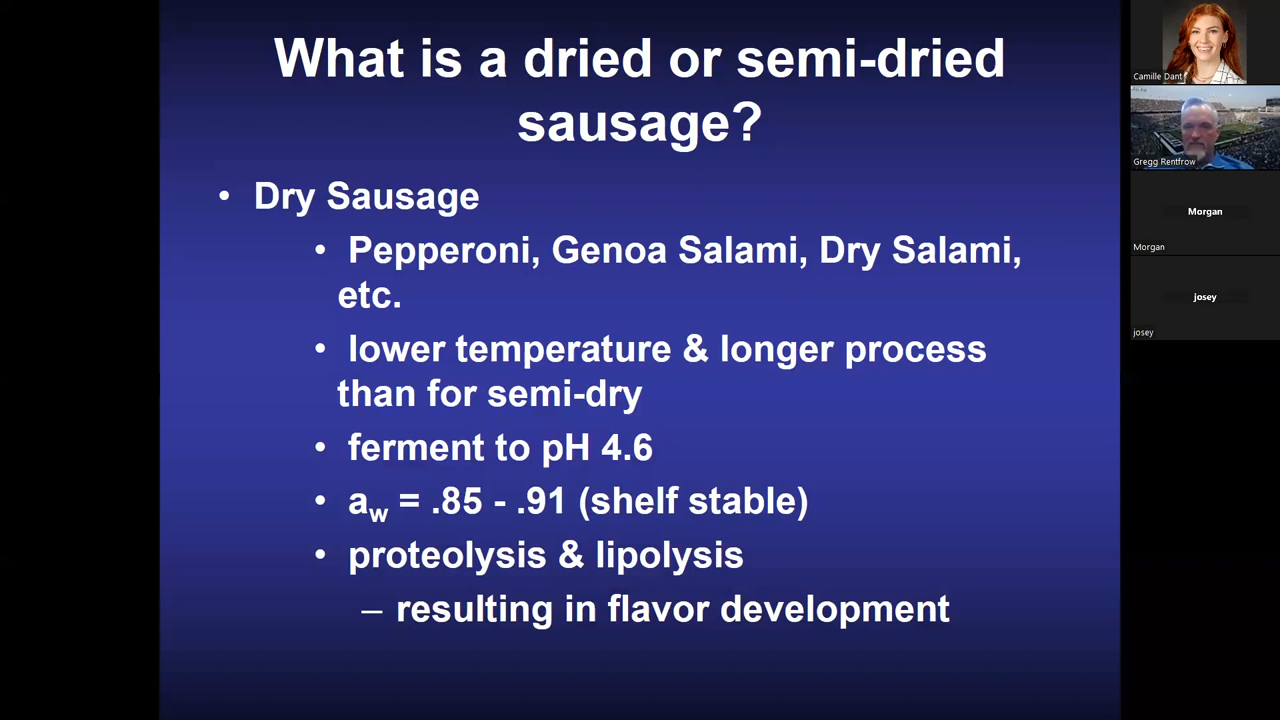 What is a dried or semi-dried
sausage?
• Dry Sausage
• Pepperoni, Genoa Salami, Dry Salami,
etc.
• lower temperature & longer process
than for semi-dry
• ferment to pH 4.6
• aw = .85 - .91 (shelf stable)
• proteolysis & lipolysis
– resulting in flavor development
Camille Dant
Gregg Rentfrow
Morgan
Morgan
josey
josey